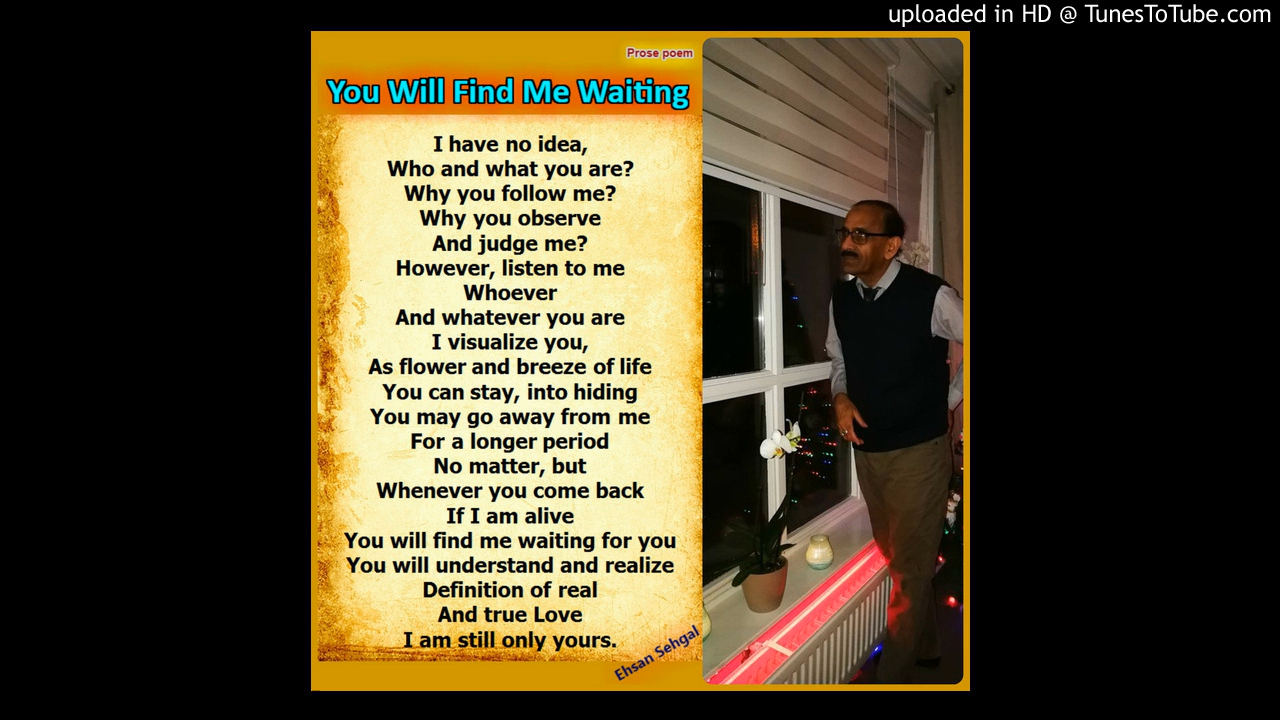 uploaded in HD @ TunesToTube.com
Prose poem
You Will Find Me Waiting
I have no idea,
Who and what you are?
Why you follow me?
Why you observe
And judge me?
However, listen to me
Whoever
And whatever you are
I visualize you,
As flower and breeze of life
You can stay, into hiding
You may go away from me
For a longer period
No matter, but
Whenever you come back
If I am alive
You will find me waiting for you
You will understand and realize
Definition of real
And true Love
I am still only yours.
Ehsan Sehgal